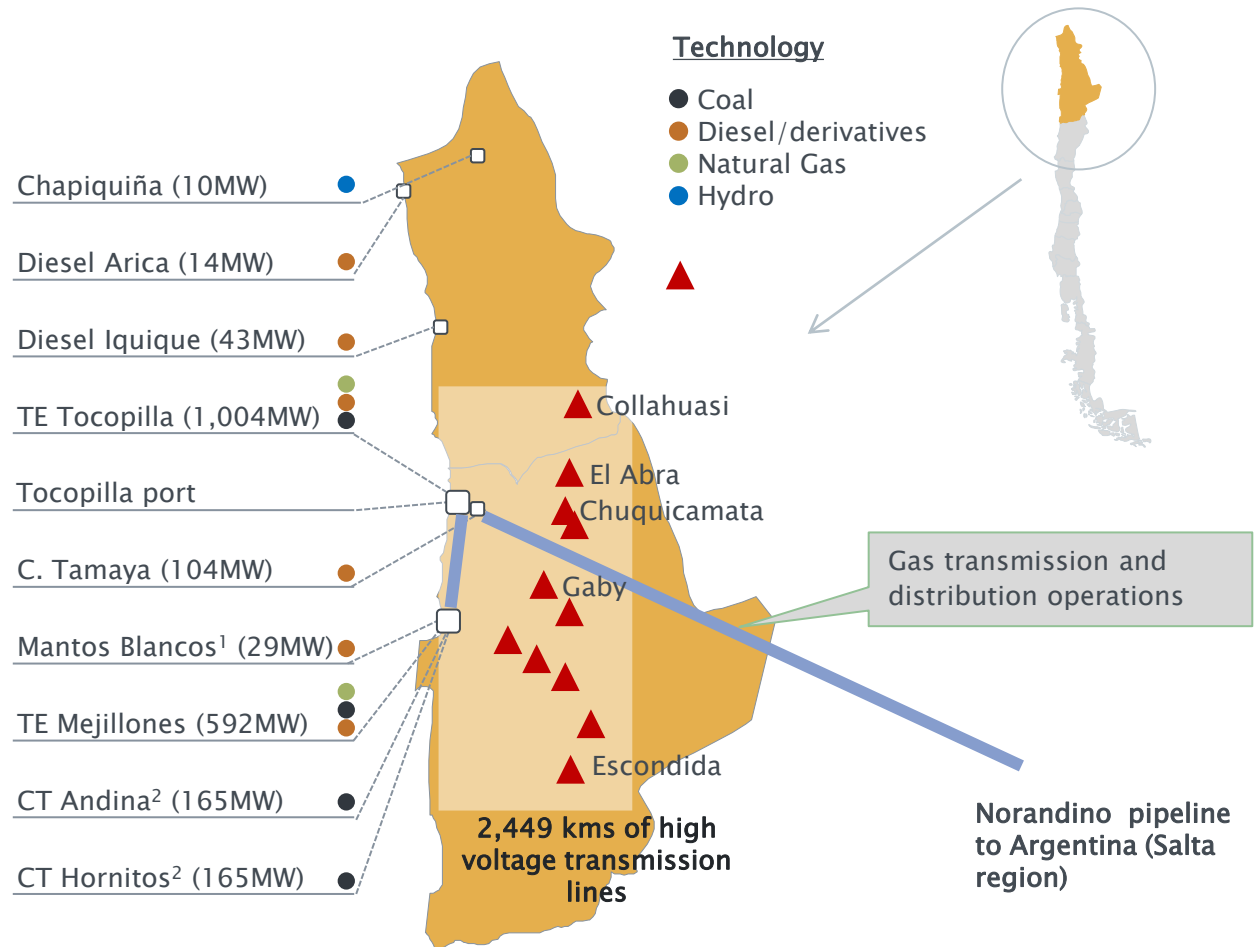 Technology
Coal
Diesel/derivatives
Natural Gas
Hydro
Chapiquiña (10MW)
Diesel Arica (14MW)
Diesel Iquique (43MW)
TE Tocopilla (1,004MW)
Tocopilla port
C. Tamaya (104MW)
Mantos Blancos¹ (29MW)
TE Mejillones (592MW)
CT Andina² (165MW)
CT Hornitos² (165MW)
Collahuasi
El Abra
Chuquicamata
Gaby
Escondida
2,449 kms of high
voltage transmission
lines
Gas transmission and
distribution operations
Norandino pipeline
to Argentina (Salta
region)